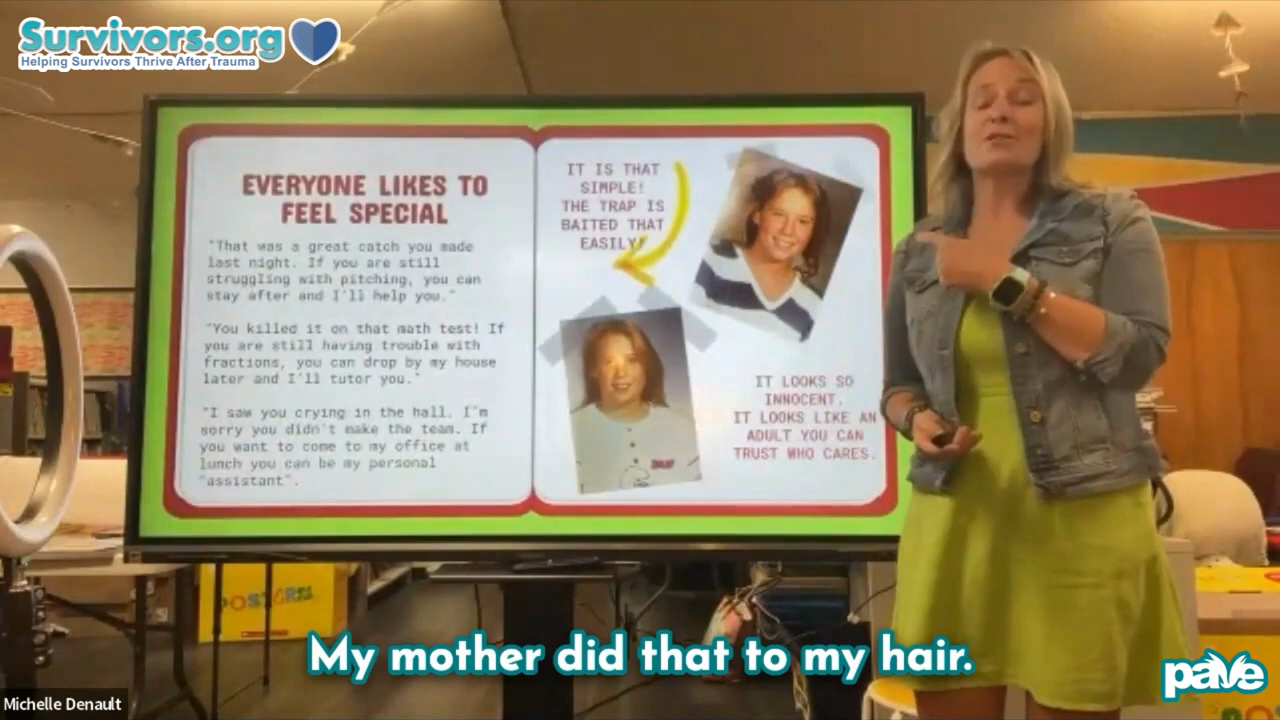 Survivors.org
Helping Survivors Thrive After Trauma
EVERYONE LIKES TO
FEEL SPECIAL
"That was a great catch you made
last night. If you are still
struggling with pitching, you can
stay after and I'll help you."
"You killed it on that math test! If
you are still having trouble with
fractions, you can drop by my house
later and I'll tutor you."
"I saw you crying in the hall. I'm
sorry you didn't make the team. If
you want to come to my office at
lunch you can be my personal
"assistant".
IT IS THAT
SIMPLE!
THE TRAP IS
BAITED THAT
EASILY!
IT LOOKS SO
INNOCENT.
IT LOOKS LIKE AN
ADULT YOU CAN
TRUST WHO CARES.
My mother did that to my hair.
Michelle Denault
paVe